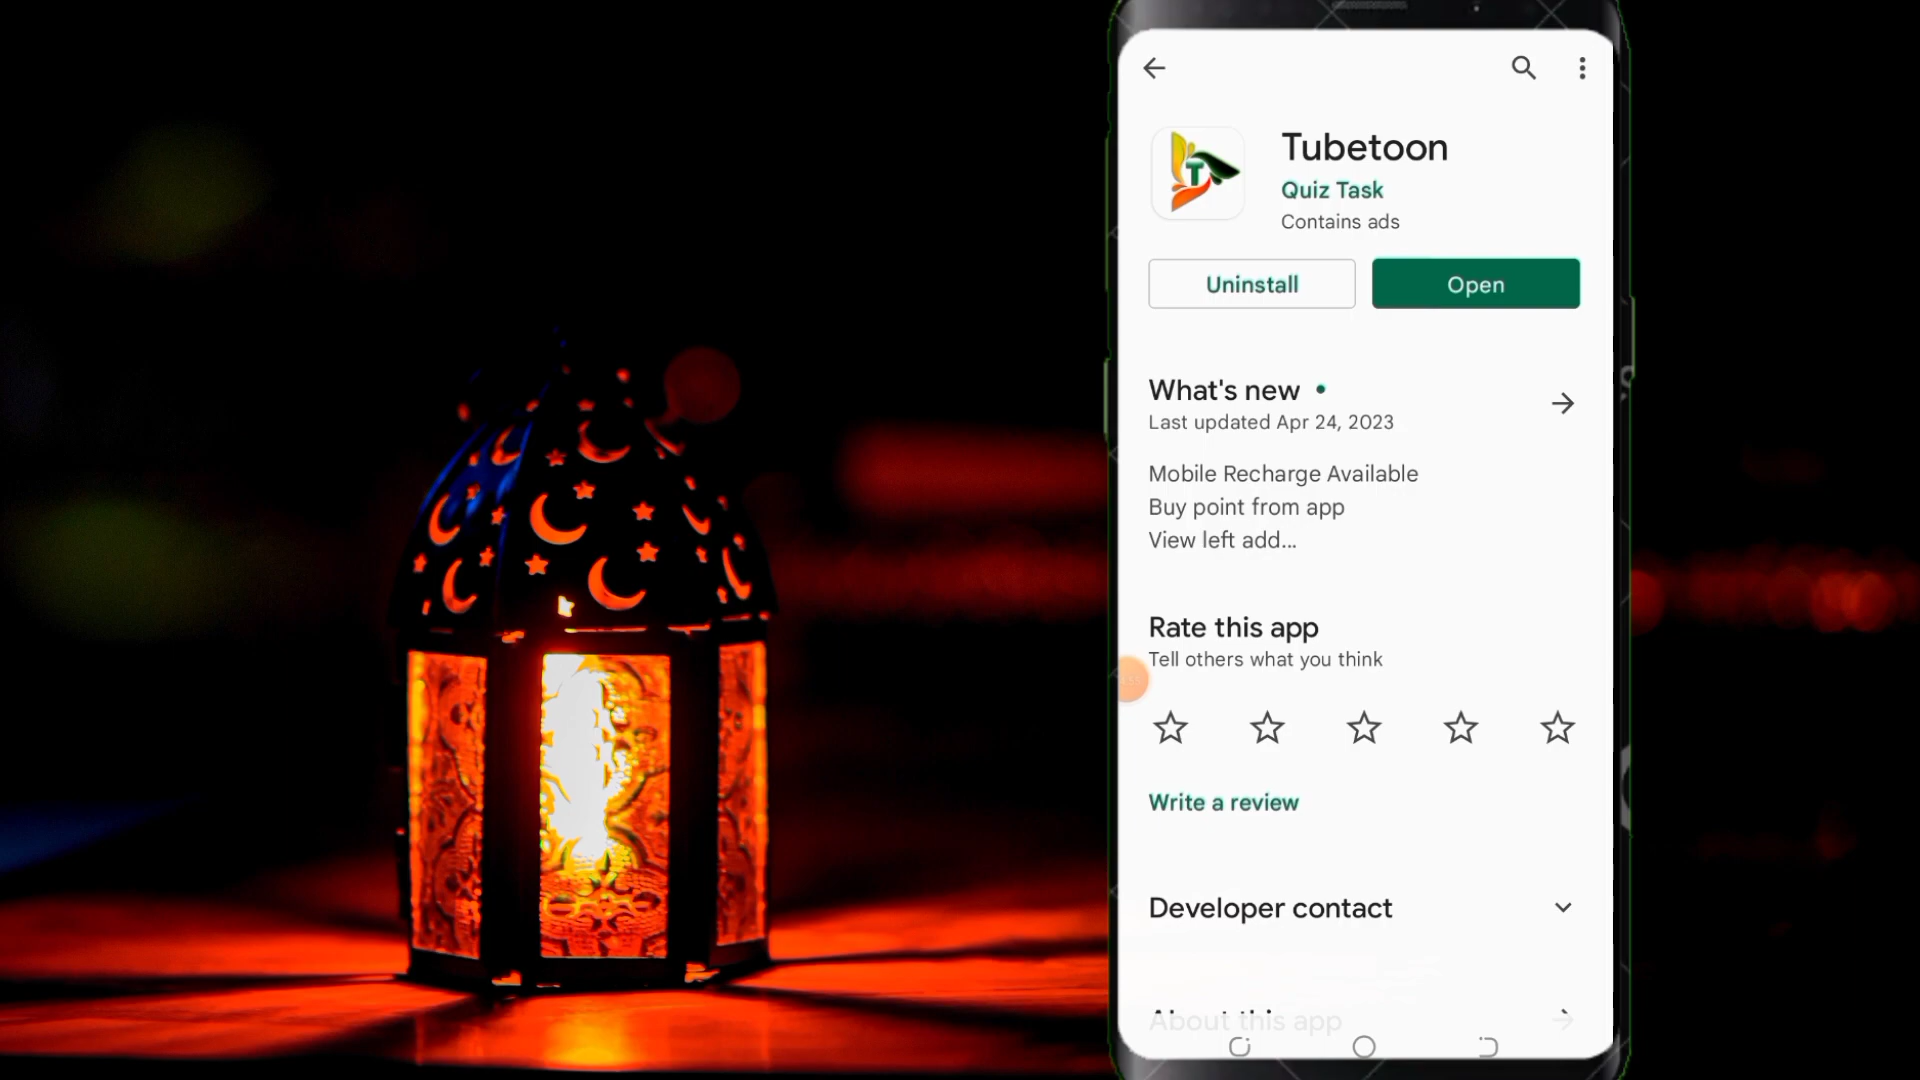 Tubetoon
T
Quiz Task
Contains ads
Uninstall
Open
What's new
Last updated Apr 24, 2023
Mobile Recharge Available
Buy point from app
View left add...
Rate this app
Tell others what you think
Write a review
Developer contact
About this app